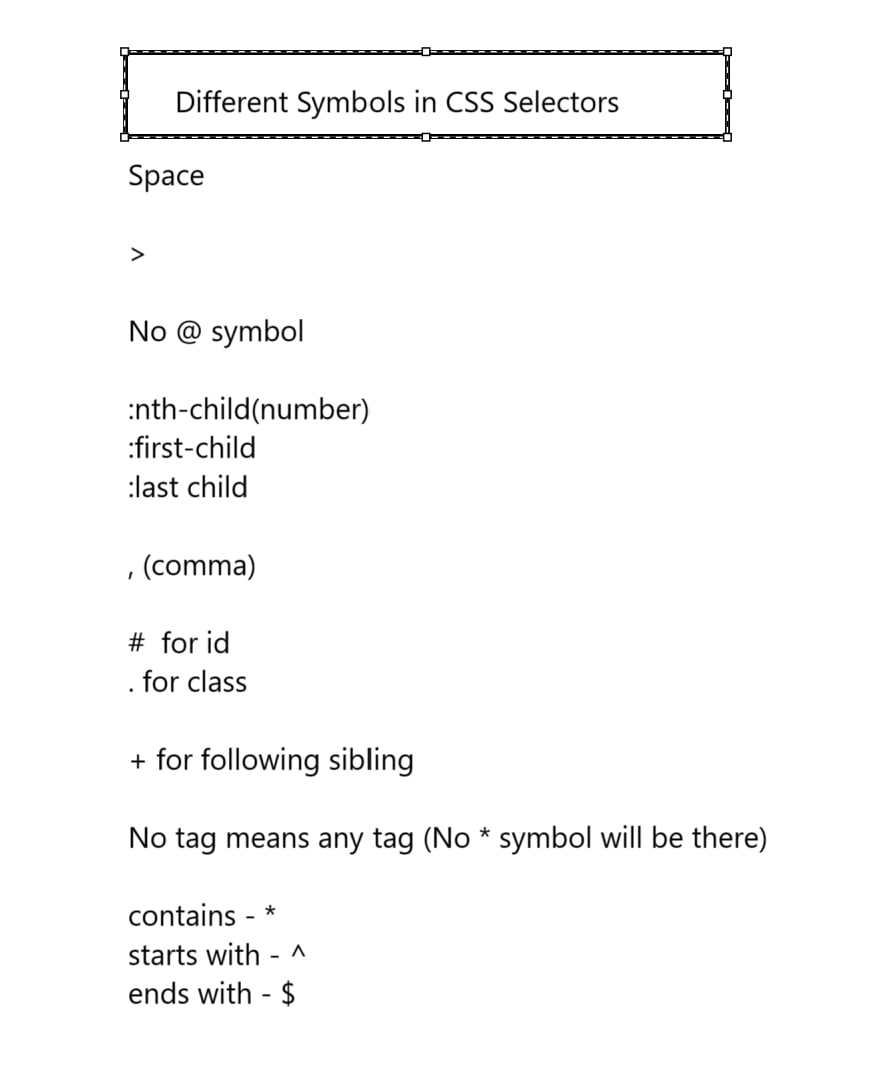 Different Symbols in CSS Selectors
Space
>
No @ symbol
:nth-child(number)
:first-child
:last child
, (comma)
#  for id
. for class
+ for following sibling
No tag means any tag (No * symbol will be there)
contains - *
starts with - ^
ends with - $